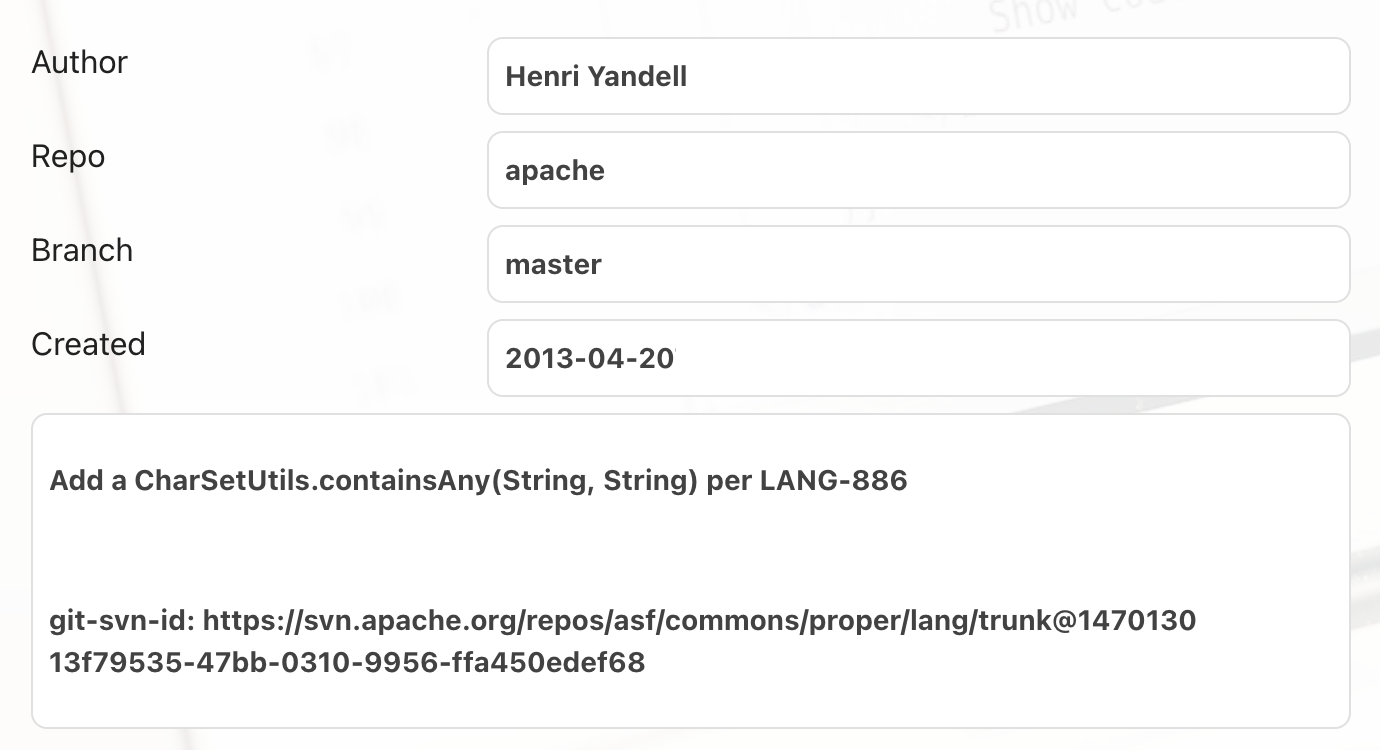 Author
Henri Yandell
Repo
apache
Branch
master
Created
2013-04-20
Add a CharSetUtils.containsAny(String, String) per LANG-886
git-svn-id: https://svn.apache.org/repos/asf/commons/proper/lang/trunk@1470130
13f79535-47bb-0310-9956-ffa450edef68